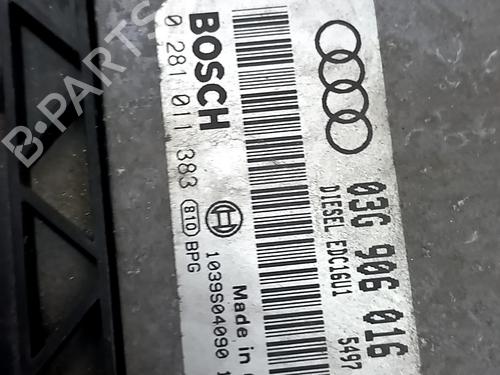 BOSCH
0 281 011 383 810 BPG
1039S04090
Made in
DIESEL EDC16U1 5497
03G 906 016
B-PARTS